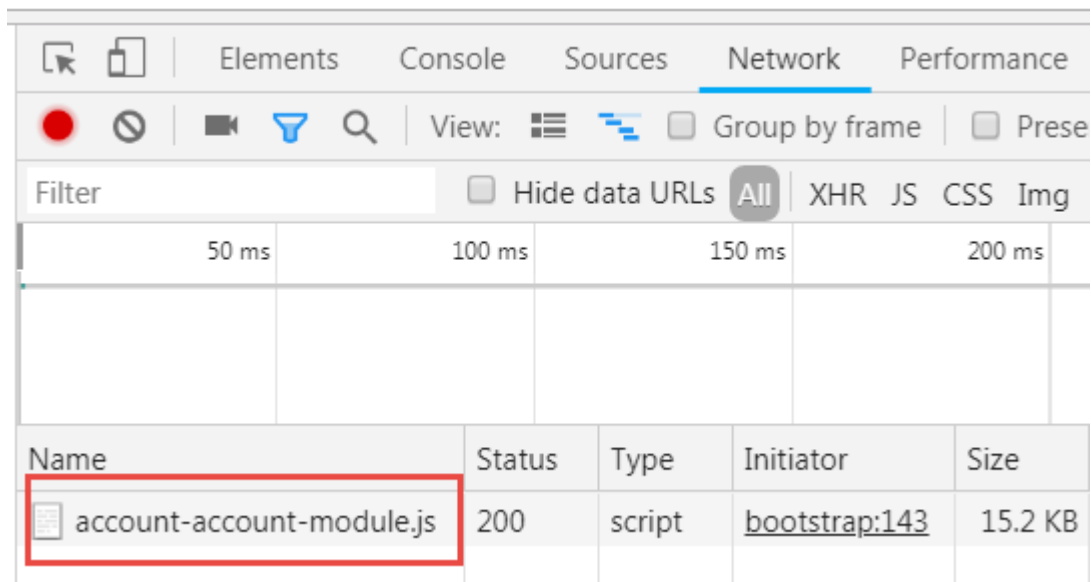 Elements Console Sources Network Performance
View: Group by frame Prese
Filter Hide data URLs All XHR JS CSS Img
50 ms 100 ms 150 ms 200 ms
Name Status Type Initiator Size
account-account-module.js 200 script bootstrap:143 15.2 KB